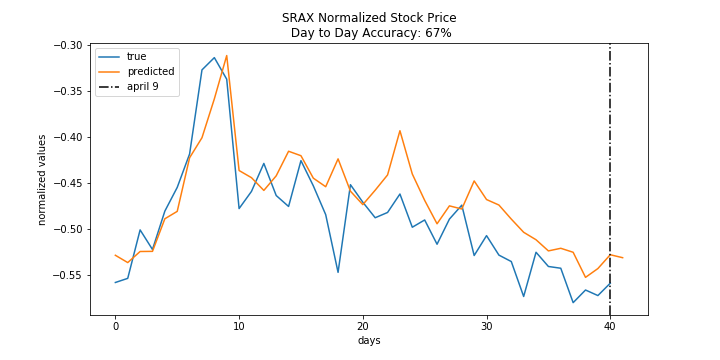 SRAX Normalized Stock Price
Day to Day Accuracy: 67%
true
predicted
april 9
normalized values
−0.30
−0.35
−0.40
−0.45
−0.50
−0.55
0
10
20
30
40
days